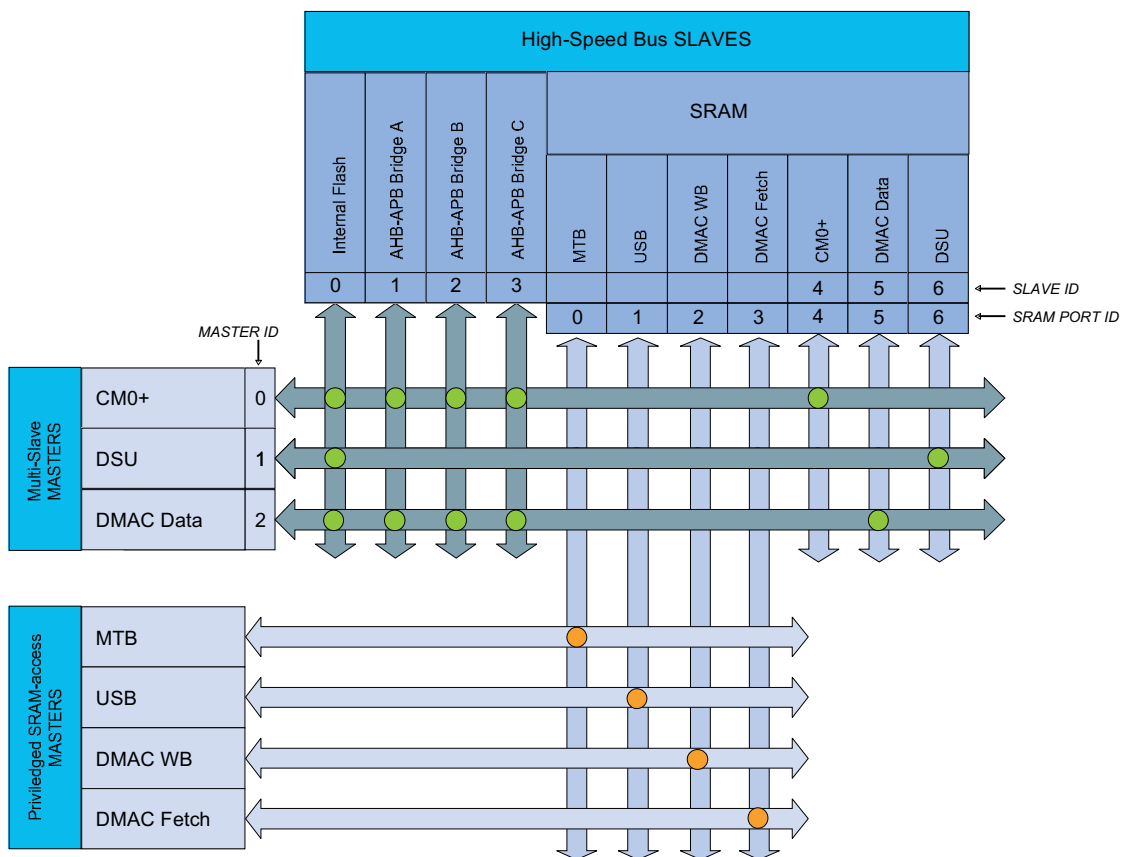 High-Speed Bus SLAVES
SRAM
Internal Flash
AHB-APB Bridge A
AHB-APB Bridge B
AHB-APB Bridge C
MTB
USB
DMAC WB
DMAC Fetch
CM0+
DMAC Data
DSU
0 1 2 3 4 5 6 SLAVE ID
0 1 2 3 4 5 6 SRAM PORT ID
MASTER ID
Multi-Slave
MASTERS
CM0+ 0
DSU 1
DMAC Data 2
Priviledged SRAM-access
MASTERS
MTB
USB
DMAC WB
DMAC Fetch